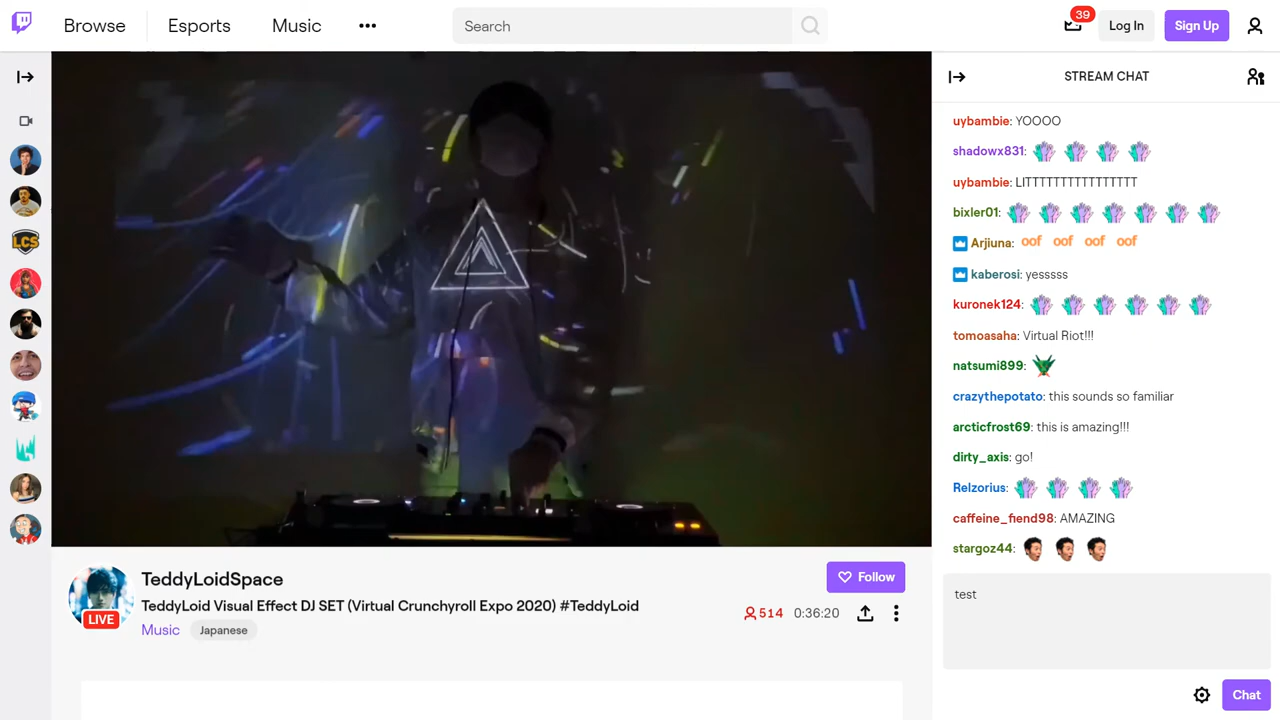 Browse
Esports
Music
Search
39
Log In
Sign Up
STREAM CHAT
uybambie: YOOOO
shadowx831:
uybambie: LITTTTTTTTTTTTTTTT
bixler01:
Arjiuna: oof oof oof oof
kaberosi: yesssss
kuronek124:
tomoasaha: Virtual Riot!!!
natsumi899:
crazythepotato: this sounds so familiar
arcticfrost69: this is amazing!!!
dirty_axis: go!
Relzorius:
caffeine_fiend98: AMAZING
stargoz44:
test
Chat
LCS
TeddyLoidSpace
Follow
TeddyLoid Visual Effect DJ SET (Virtual Crunchyroll Expo 2020) #TeddyLoid
514
0:36:20
LIVE
Music
Japanese